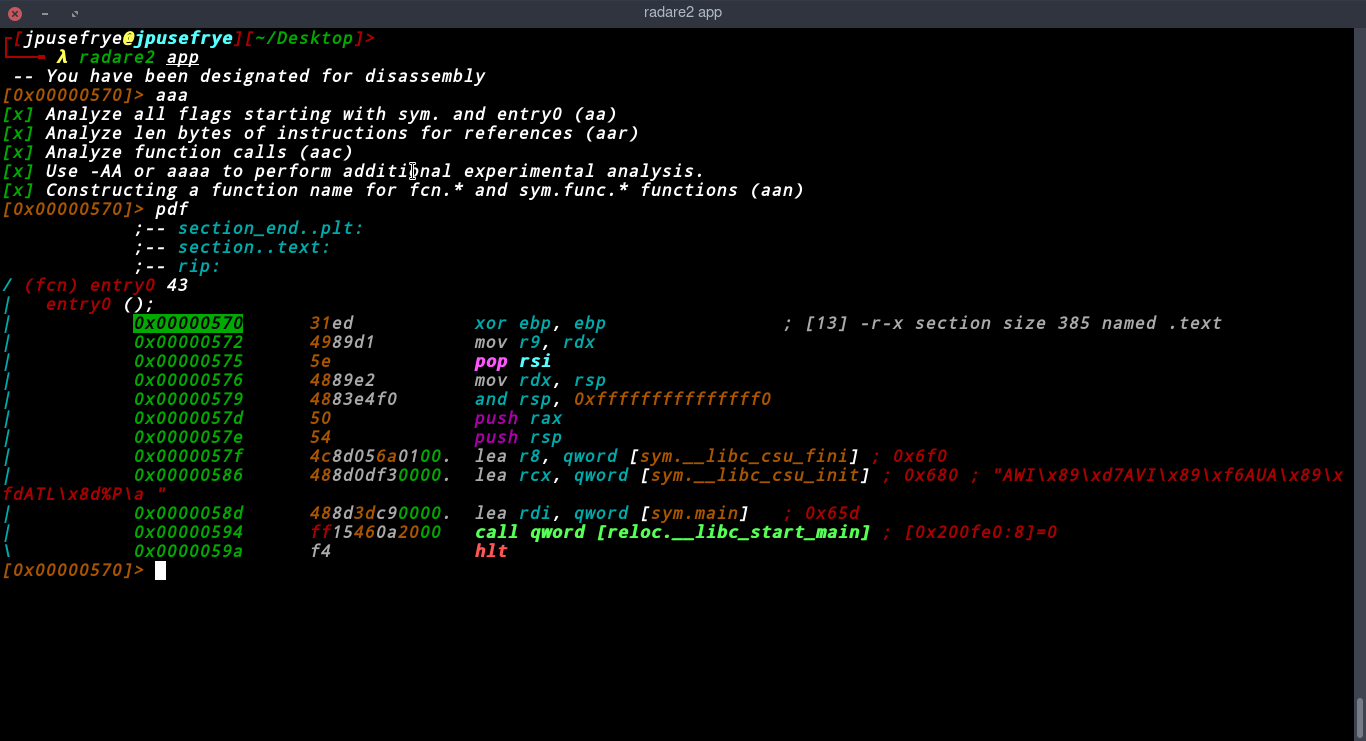 radare2 app
┌[jpusefrye@jpusefrye][~/Desktop]>
└──╼ λ radare2 app
-- You have been designated for disassembly
[0x00000570]> aaa
[x] Analyze all flags starting with sym. and entry0 (aa)
[x] Analyze len bytes of instructions for references (aar)
[x] Analyze function calls (aac)
[x] Use -AA or aaaa to perform additional experimental analysis.
[x] Constructing a function name for fcn.* and sym.func.* functions (aan)
[0x00000570]> pdf
;-- section_end..plt:
;-- section..text:
;-- rip:
/ (fcn) entry0 43
|   entry0 ();
|           0x00000570      31ed           xor ebp, ebp                ; [13] -r-x section size 385 named .text
|           0x00000572      4989d1         mov r9, rdx
|           0x00000575      5e             pop rsi
|           0x00000576      4889e2         mov rdx, rsp
|           0x00000579      4883e4f0       and rsp, 0xfffffffffffffff0
|           0x0000057d      50             push rax
|           0x0000057e      54             push rsp
|           0x0000057f      4c8d056a0100.  lea r8, qword [sym.__libc_csu_fini] ; 0x6f0
|           0x00000586      488d0df30000.  lea rcx, qword [sym.__libc_csu_init] ; 0x680 ; "AWI\x89\xd7AVI\x89\xf6AUA\x89\x
fdATL\x8d%P\a "
|           0x0000058d      488d3dc90000.  lea rdi, qword [sym.main]   ; 0x65d
|           0x00000594      ff15460a2000   call qword [reloc.__libc_start_main] ; [0x200fe0:8]=0
\           0x0000059a      f4             hlt
[0x00000570]>